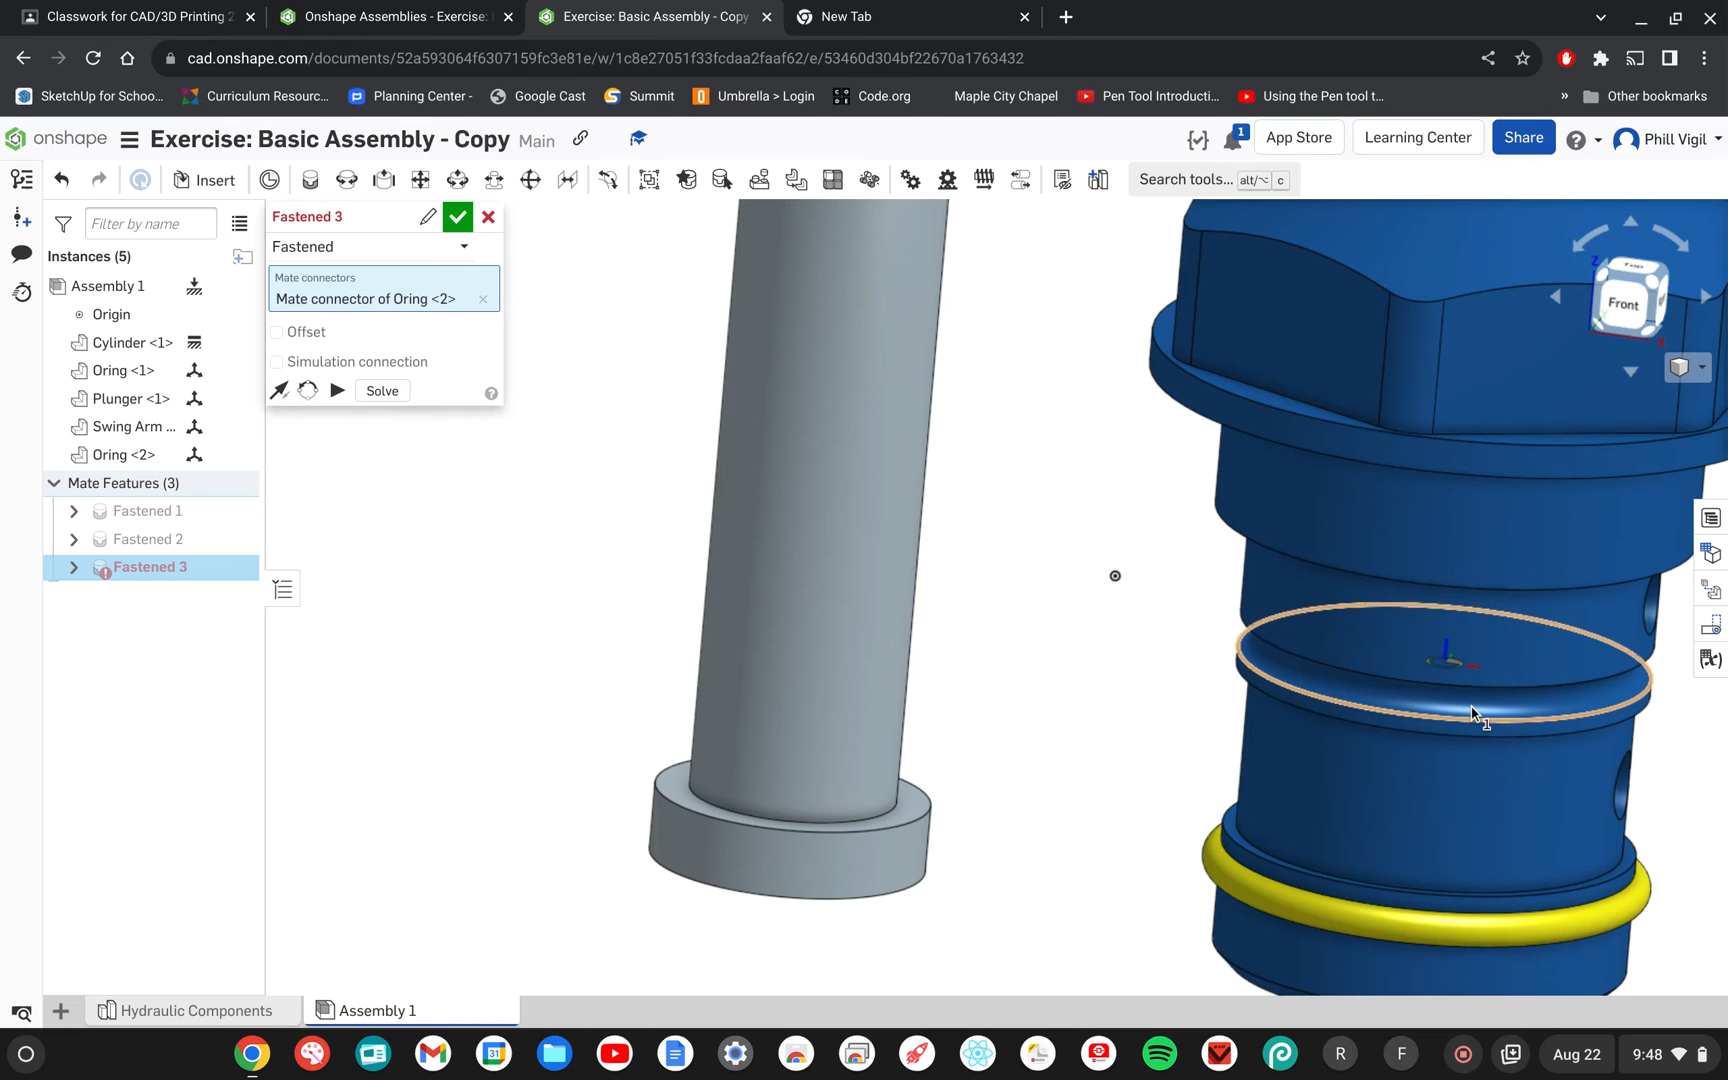 Classwork for CAD/3D Printing 2
Onshape Assemblies - Exercise:
Exercise: Basic Assembly - Copy
New Tab
cad.onshape.com/documents/52a593064f6307159fc3e81e/w/1c8e27051f33fcdaa2faaf62/e/53460d304bf22670a1763432
SketchUp for Schoo...
Curriculum Resourc...
Planning Center -
Google Cast
Summit
Umbrella > Login
Code.org
Maple City Chapel
Pen Tool Introducti...
Using the Pen tool t...
»
Other bookmarks
onshape
Exercise: Basic Assembly - Copy
Main
1
App Store
Learning Center
Share
Phill Vigil
Insert
Search tools...
alt/⌥
c
Filter by name
Instances (5)
Assembly 1
Origin
Cylinder <1>
Oring <1>
Plunger <1>
Swing Arm ...
Oring <2>
Mate Features (3)
Fastened 1
Fastened 2
Fastened 3
Fastened 3
Fastened
Mate connectors
Mate connector of Oring <2>
Offset
Simulation connection
Solve
Top
Front
Z
X
1
Hydraulic Components
Assembly 1
31
R
F
Aug 22
9:48